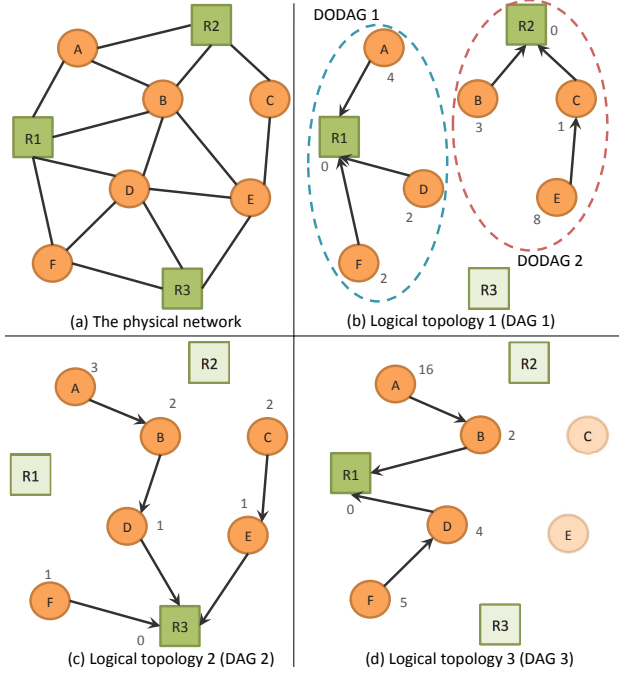 A
R2
B
C
R1
D
E
F
R3
(a) The physical network
DODAG 1
A
4
R1
0
D
2
F
2
R2
0
B
3
C
1
E
8
DODAG 2
R3
(b) Logical topology 1 (DAG 1)
R2
3
A
2
B
2
C
R1
D
1
1
E
1
F
0
R3
(c) Logical topology 2 (DAG 2)
R2
16
A
B
2
C
R1
0
D
4
E
F
5
R3
(d) Logical topology 3 (DAG 3)